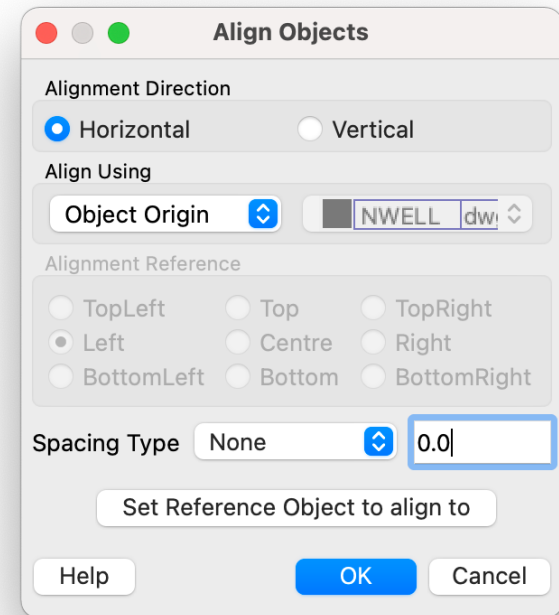 Align Objects
Alignment Direction
Horizontal Vertical
Align Using
Object Origin NWELL dwg
Alignment Reference
TopLeft Top TopRight
Left Centre Right
BottomLeft Bottom BottomRight
Spacing Type None 0.0
Set Reference Object to align to
Help OK Cancel